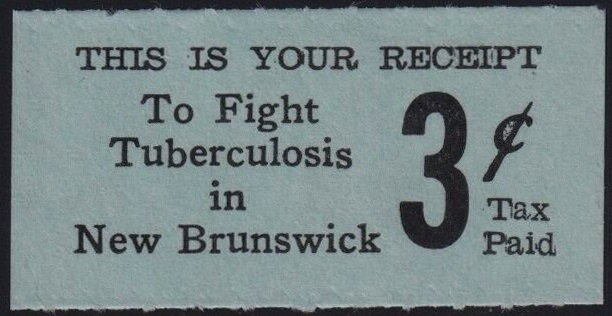 THIS IS YOUR RECEIPT
To Fight
Tuberculosis
in
New Brunswick
3¢
Tax
Paid